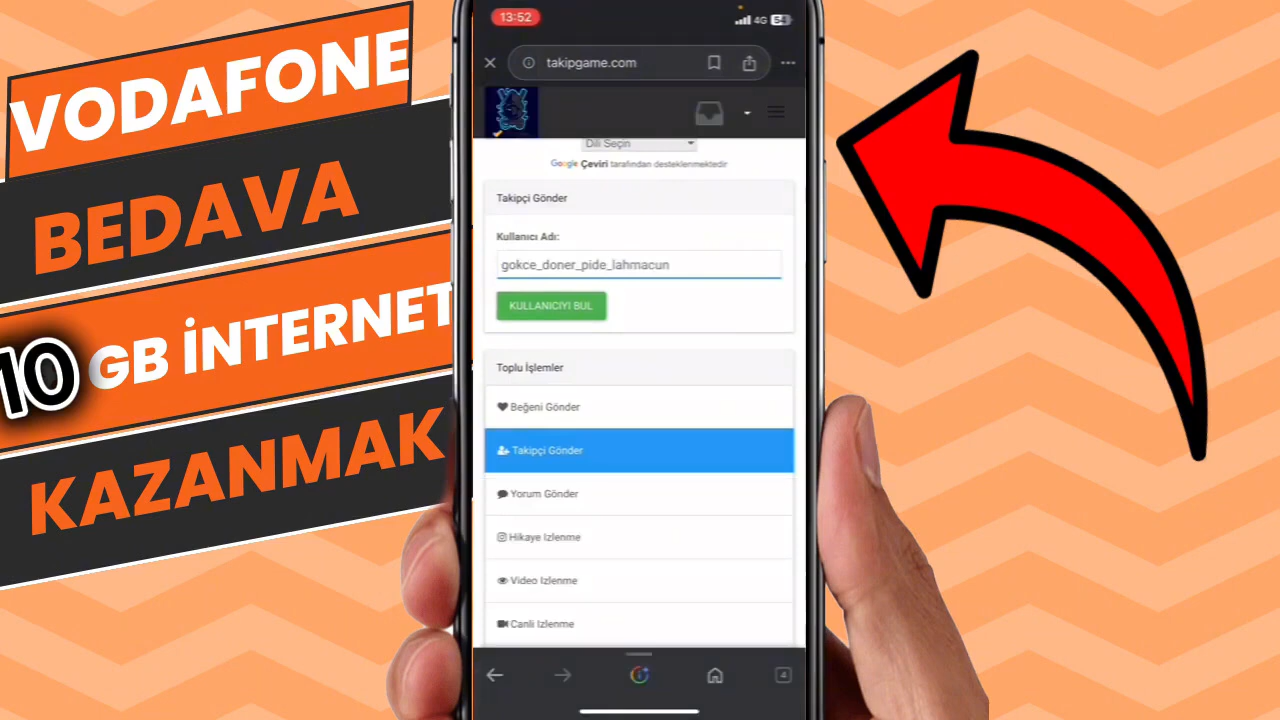 VODAFONE
BEDAVA
10 GB İNTERNET
KAZANMAK
13:52
4G 54
takipgame.com
Dili Seçin
Google Çeviri tarafından desteklenmektedir
Takipçi Gönder
Kullanıcı Adı:
gokce_doner_pide_lahmacun
KULLANICIYI BUL
Toplu İşlemler
Beğeni Gönder
Takipçi Gönder
Yorum Gönder
Hikaye Izlenme
Video Izlenme
Canli Izlenme
4